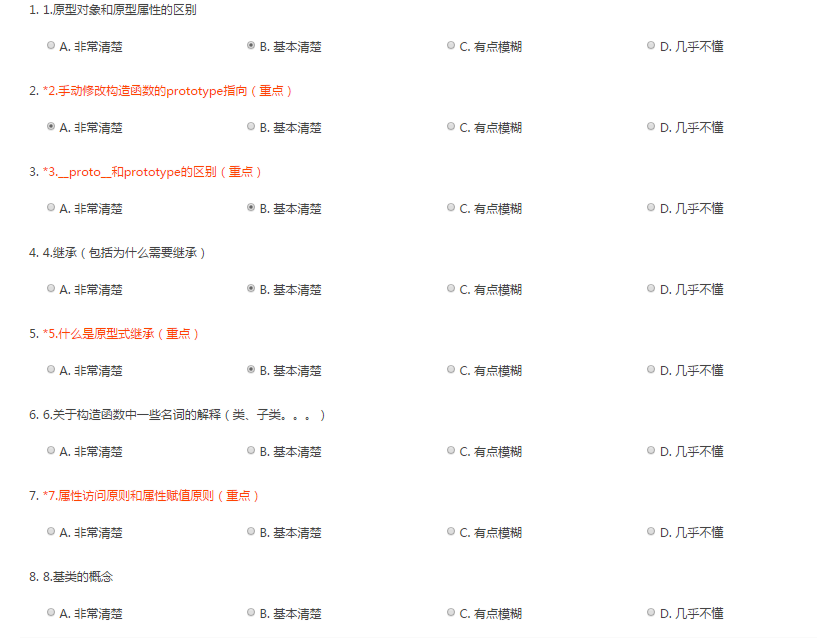 1. 1.原型对象和原型属性的区别
A. 非常清楚 B. 基本清楚 C. 有点模糊 D. 几乎不懂
2. *2.手动修改构造函数的prototype指向（重点）
A. 非常清楚 B. 基本清楚 C. 有点模糊 D. 几乎不懂
3. *3.__proto__和prototype的区别（重点）
A. 非常清楚 B. 基本清楚 C. 有点模糊 D. 几乎不懂
4. 4.继承（包括为什么需要继承）
A. 非常清楚 B. 基本清楚 C. 有点模糊 D. 几乎不懂
5. *5.什么是原型式继承（重点）
A. 非常清楚 B. 基本清楚 C. 有点模糊 D. 几乎不懂
6. 6.关于构造函数中一些名词的解释（类、子类。。。）
A. 非常清楚 B. 基本清楚 C. 有点模糊 D. 几乎不懂
7. *7.属性访问原则和属性赋值原则（重点）
A. 非常清楚 B. 基本清楚 C. 有点模糊 D. 几乎不懂
8. 8.基类的概念
A. 非常清楚 B. 基本清楚 C. 有点模糊 D. 几乎不懂